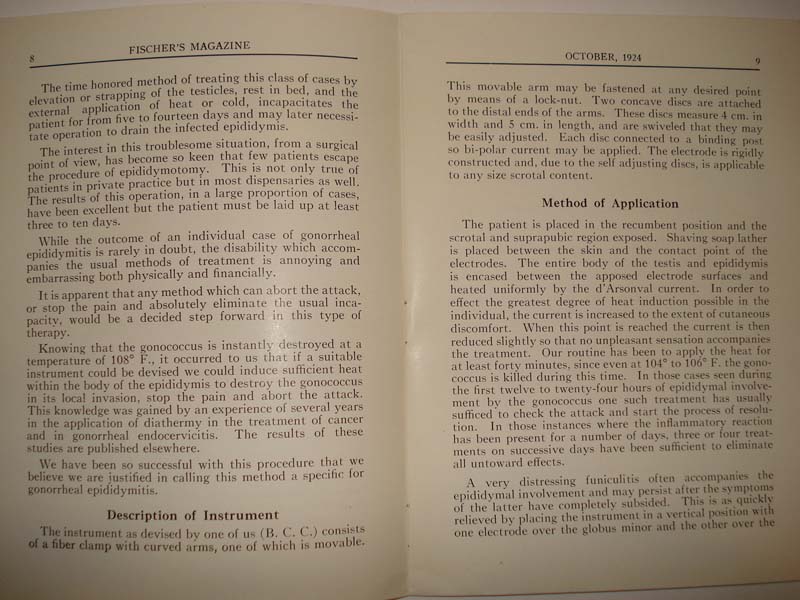 8
FISCHER'S MAGAZINE
The time honored method of treating this class of cases by
elevation or strapping of the testicles, rest in bed, and the
external application of heat or cold, incapacitates the
patient for from five to fourteen days and may later necessi-
tate operation to drain the infected epididymis.
The interest in this troublesome situation, from a surgical
point of view, has become so keen that few patients escape
the procedure of epididymotomy. This is not only true of
patients in private practice but in most dispensaries as well.
The results of this operation, in a large proportion of cases,
have been excellent but the patient must be laid up at least
three to ten days.
While the outcome of an individual case of gonorrheal
epididymitis is rarely in doubt, the disability which accom-
panies the usual methods of treatment is annoying and
embarrassing both physically and financially.
It is apparent that any method which can abort the attack,
or stop the pain and absolutely eliminate the usual inca-
pacity, would be a decided step forward in this type of
therapy.
Knowing that the gonococcus is instantly destroyed at a
temperature of 108° F., it occurred to us that if a suitable
instrument could be devised we could induce sufficient heat
within the body of the epididymis to destroy the gonococcus
in its local invasion, stop the pain and abort the attack.
This knowledge was gained by an experience of several years
in the application of diathermy in the treatment of cancer
and in gonorrheal endocervicitis. The results of these
studies are published elsewhere.
We have been so successful with this procedure that we
believe we are justified in calling this method a specific for
gonorrheal epididymitis.
Description of Instrument
The instrument as devised by one of us (B. C. C.) consists
of a fiber clamp with curved arms, one of which is movable.
OCTOBER, 1924
9
This movable arm may be fastened at any desired point
by means of a lock-nut. Two concave discs are attached
to the distal ends of the arms. These discs measure 4 cm. in
width and 5 cm. in length, and are swiveled that they may
be easily adjusted. Each disc connected to a binding post
so bi-polar current may be applied. The electrode is rigidly
constructed and, due to the self adjusting discs, is applicable
to any size scrotal content.
Method of Application
The patient is placed in the recumbent position and the
scrotal and suprapubic region exposed. Shaving soap lather
is placed between the skin and the contact point of the
electrodes. The entire body of the testis and epididymis
is encased between the apposed electrode surfaces and
heated uniformly by the d'Arsonval current. In order to
effect the greatest degree of heat induction possible in the
individual, the current is increased to the extent of cutaneous
discomfort. When this point is reached the current is then
reduced slightly so that no unpleasant sensation accompanies
the treatment. Our routine has been to apply the heat for
at least forty minutes, since even at 104° to 106° F. the gono-
coccus is killed during this time. In those cases seen during
the first twelve to twenty-four hours of epididymal involve-
ment by the gonococcus one such treatment has usually
sufficed to check the attack and start the process of resolu-
tion. In those instances where the inflammatory reaction
has been present for a number of days, three or four treat-
ments on successive days have been sufficient to eliminate
all untoward effects.
A very distressing funiculitis often accompanies the
epididymal involvement and may persist after the symptoms
of the latter have completely subsided. This is as quickly
relieved by placing the instrument in a vertical position with
one electrode over the globus minor and the other over the